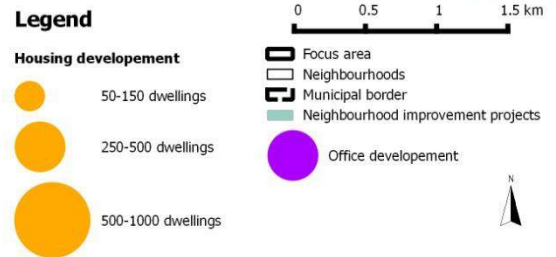 Legend
Housing developement
50-150 dwellings
250-500 dwellings
500-1000 dwellings
0 0.5 1 1.5 km
Focus area
Neighbourhoods
Municipal border
Neighbourhood improvement projects
Office developement
N